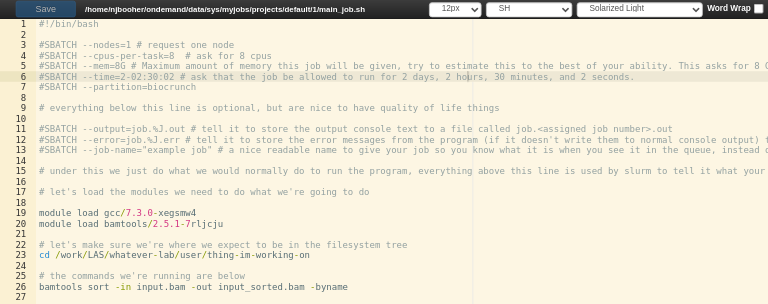 Save /home/njbooher/ondemand/data/sys/myjobs/projects/default/1/main_job.sh 12px SH Solarized Light Word Wrap
1 #!/bin/bash
2
3 #SBATCH --nodes=1 # request one node
4 #SBATCH --cpus-per-task=8  # ask for 8 cpus
5 #SBATCH --mem=8G # Maximum amount of memory this job will be given, try to estimate this to the best of your ability. This asks for 8
6 #SBATCH --time=2-02:30:02 # ask that the job be allowed to run for 2 days, 2 hours, 30 minutes, and 2 seconds.
7 #SBATCH --partition=biocrunch
8
9 # everything below this line is optional, but are nice to have quality of life things
10
11 #SBATCH --output=job.%J.out # tell it to store the output console text to a file called job.<assigned job number>.out
12 #SBATCH --error=job.%J.err # tell it to store the error messages from the program (if it doesn't write them to normal console output)
13 #SBATCH --job-name="example job" # a nice readable name to give your job so you know what it is when you see it in the queue, instead
14
15 # under this we just do what we would normally do to run the program, everything above this line is used by slurm to tell it what your
16
17 # let's load the modules we need to do what we're going to do
18
19 module load gcc/7.3.0-xegsmw4
20 module load bamtools/2.5.1-7rljcju
21
22 # let's make sure we're where we expect to be in the filesystem tree
23 cd /work/LAS/whatever-lab/user/thing-im-working-on
24
25 # the commands we're running are below
26 bamtools sort -in input.bam -out input_sorted.bam -byname
27